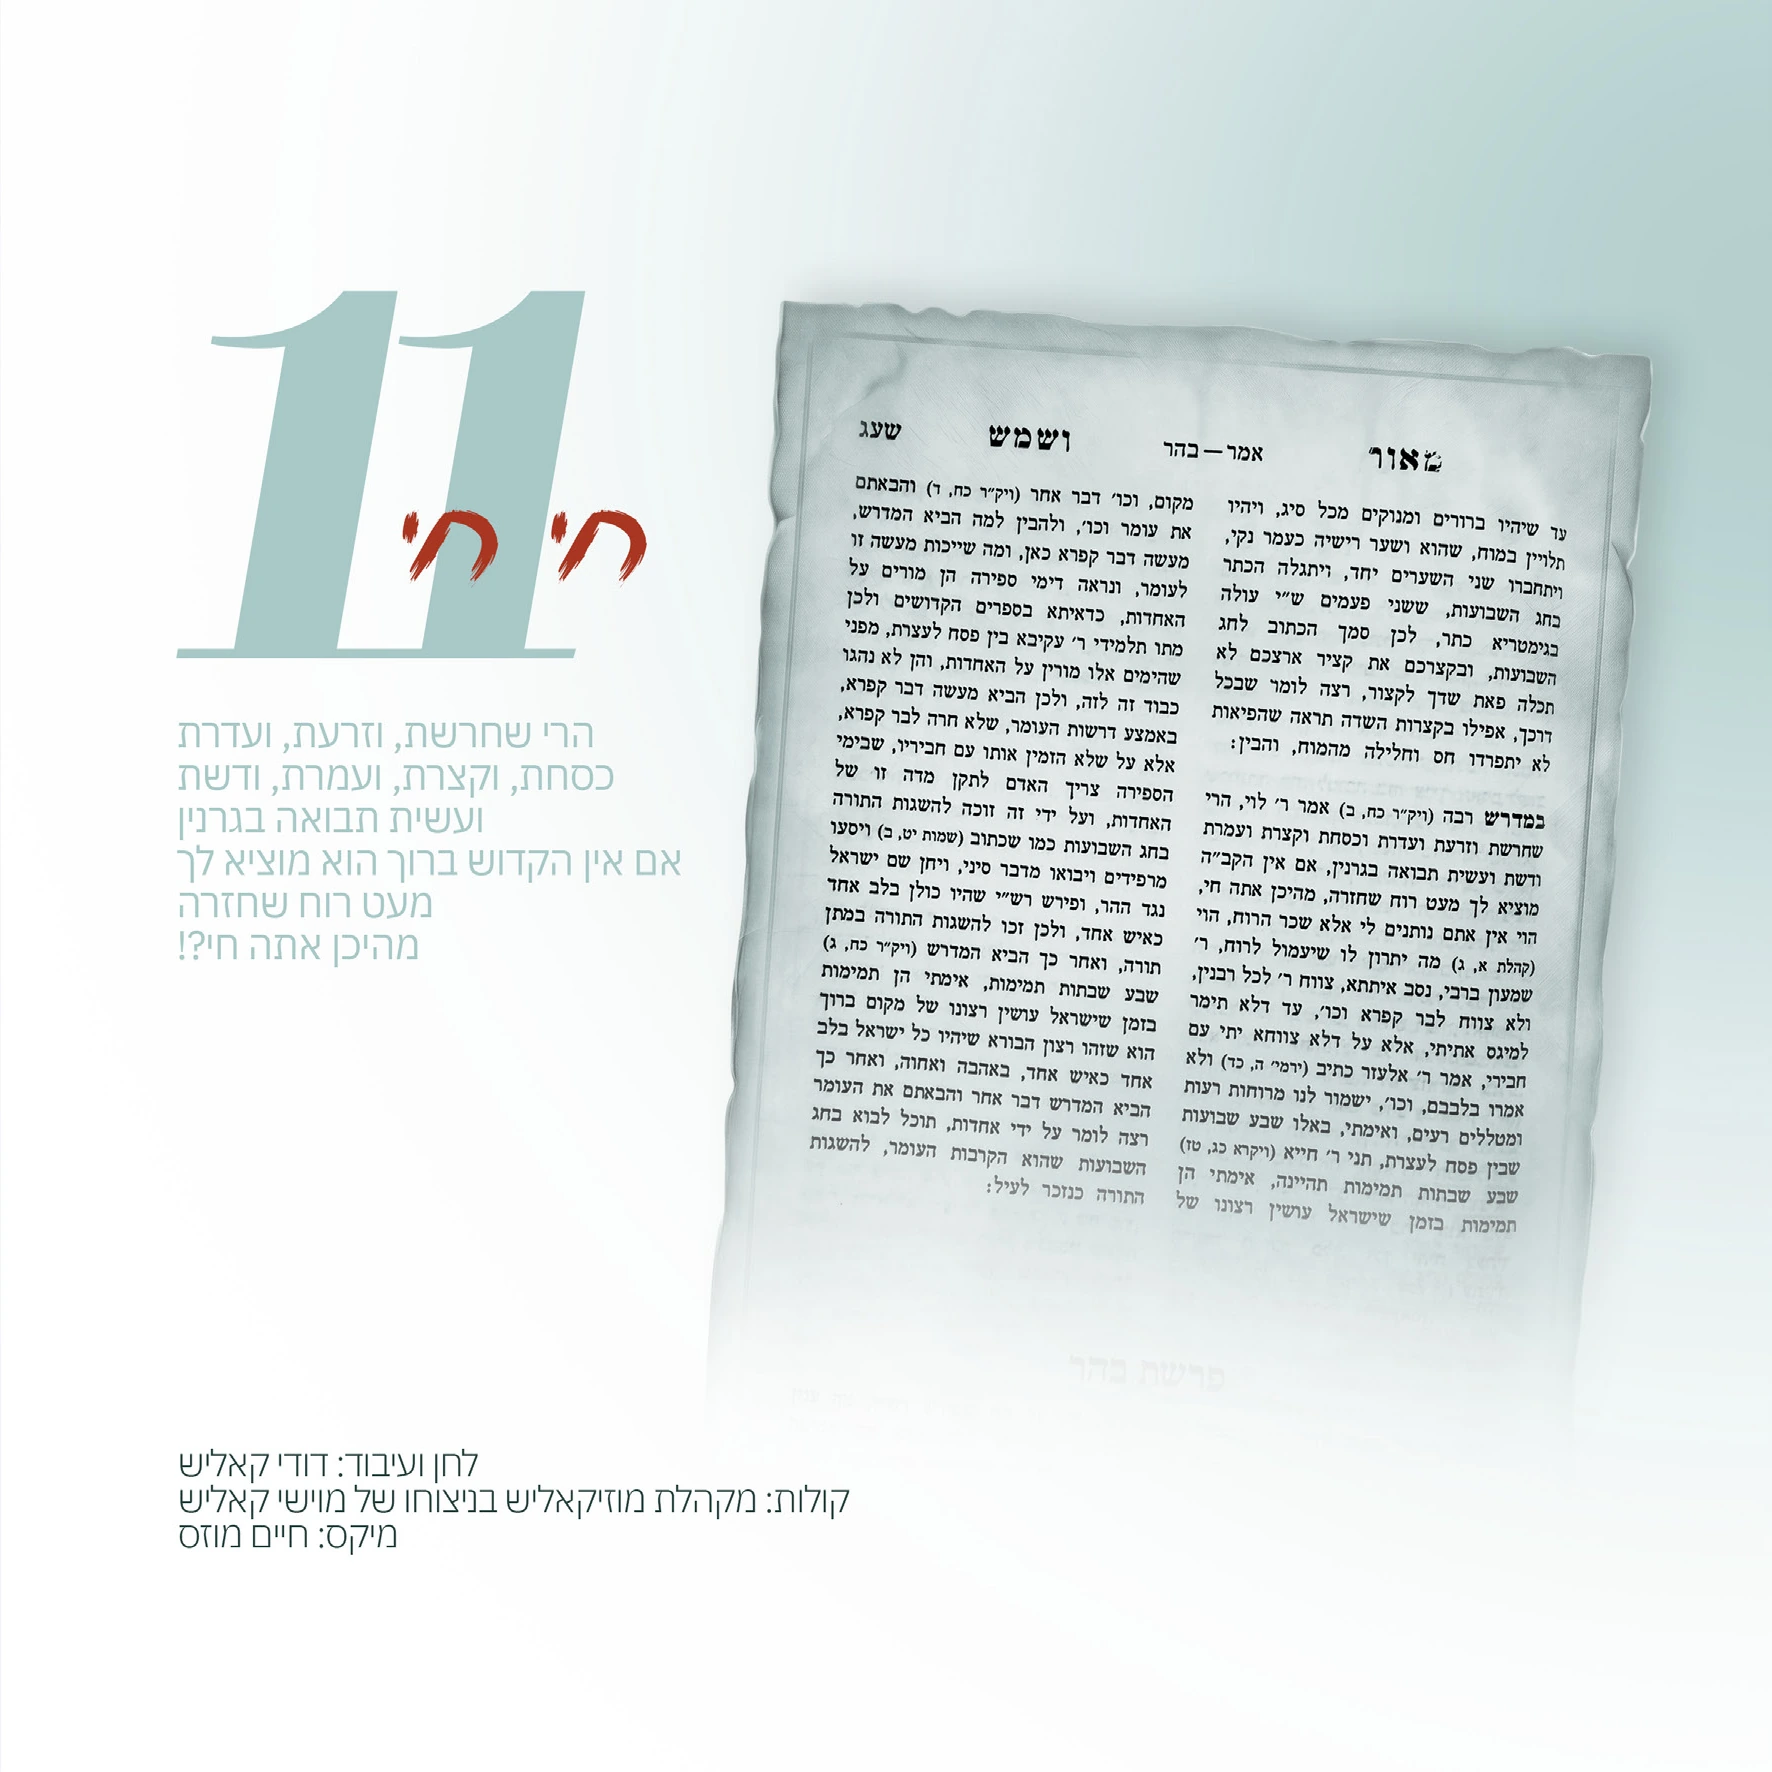 11
חי חי
הרי שחרשת, וזרעת, ועדרת
כסחת, וקצרת, ועמרת, ודשת
ועשית תבואה בגרנין
אם אין הקדוש ברוך הוא מוציא לך
מעט רוח שחזרה
מהיכן אתה חי?!
מאור
אמר – בהר
ושמש
שעג
עד שיהיו ברורים ומנוקים מכל סיג, ויהיו
תלויין במוח, שהוא ושער רישיה כעמר נקי,
ויתחברו שני השערים יחד, ויתגלה הכתר
בחג השבועות, ששני פעמים ש״י עולה
בגימטריא כתר, לכן סמך הכתוב לחג
השבועות, ובקצרכם את קציר ארצכם לא
תכלה פאת שדך לקצור, רצה לומר שבכל
דרכך, אפילו בקצרות השדה תראה שהפיאות
לא יתפרדו חס וחלילה מהמוח, והבין:
במדרש רבה (ויק״ר כח, ב) אמר ר׳ לוי, הרי
שחרשת וזרעת ועדרת וכסחת וקצרת ועמרת
ודשת ועשית תבואה בגרנין, אם אין הקב״ה
מוציא לך מעט רוח שחזרה, מהיכן אתה חי,
הוי אין אתם נותנים לי אלא שכר הרוח, הוי
(קהלת א, ג) מה יתרון לו שיעמול לרוח, ר׳
שמעון ברבי, נסב איתתא, צווח ר׳ לכל רבנין,
ולא צווח לבר קפרא וכו׳, עד דלא תימר
למיגס אתיתי, אלא על דלא צווחא יתי עם
חבירי, אמר ר׳ אלעזר כתיב (ירמי׳ ה, כד) ולא
אמרו בלבבם, וכו׳, ישמור לנו מרוחות רעות
ומטללים רעים, ואימתי, באלו שבע שבועות
שבין פסח לעצרת, תני ר׳ חייא (ויקרא כג, טז)
שבע שבתות תמימות תהיינה, אימתי הן
תמימות בזמן שישראל עושין רצונו של
מקום, וכו׳ דבר אחר (ויק״ר כח, ד) והבאתם
את עומר וכו׳, ולהבין למה הביא המדרש,
מעשה דבר קפרא כאן, ומה שייכות מעשה זו
לעומר, ונראה דימי ספירה הן מורים על
האחדות, כדאיתא בספרים הקדושים ולכן
מתו תלמידי ר׳ עקיבא בין פסח לעצרת, מפני
שהימים אלו מורין על האחדות, והן לא נהגו
כבוד זה לזה, ולכן הביא מעשה דבר קפרא,
באמצע דרשות העומר, שלא חרה לבר קפרא,
אלא על שלא הזמין אותו עם חביריו, שבימי
הספירה צריך האדם לתקן מדה זו של
האחדות, ועל ידי זה זוכה להשגות התורה
בחג השבועות כמו שכתוב (שמות יט, ב) ויסעו
מרפידים ויבואו מדבר סיני, ויחן שם ישראל
נגד ההר, ופירש רש״י שהיו כולן בלב אחד
כאיש אחד, ולכן זכו להשגות התורה במתן
תורה, ואחר כך הביא המדרש (ויק״ר כח, ג)
שבע שבתות תמימות, אימתי הן תמימות
בזמן שישראל עושין רצונו של מקום ברוך
הוא שזהו רצון הבורא שיהיו כל ישראל בלב
אחד כאיש אחד, באהבה ואחוה, ואחר כך
הביא המדרש דבר אחר והבאתם את העומר
רצה לומר על ידי אחדות, תוכל לבוא בחג
השבועות שהוא הקרבות העומר, להשגות
התורה כנזכר לעיל:
פרשת בהר
לחן ועיבוד: דודי קאליש
קולות: מקהלת מוזיקאליש בניצוחו של מוישי קאליש
מיקס: חיים מוזס